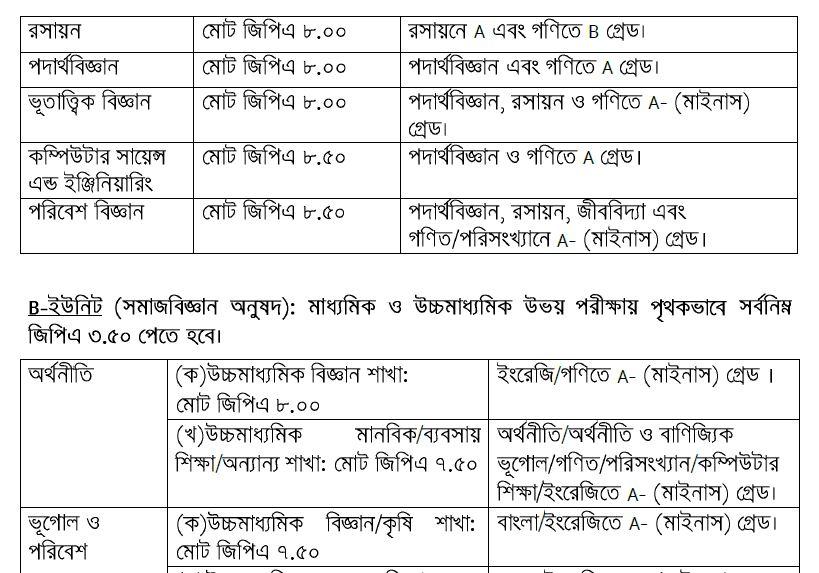 রসায়ন মোট জিপিএ ৮.০০ রসায়নে A এবং গণিতে B গ্রেড।
পদার্থবিজ্ঞান মোট জিপিএ ৮.০০ পদার্থবিজ্ঞান এবং গণিতে A গ্রেড।
ভূতাত্ত্বিক বিজ্ঞান মোট জিপিএ ৮.০০ পদার্থবিজ্ঞান, রসায়ন ও গণিতে A- (মাইনাস)
গ্রেড।
কম্পিউটার সায়েন্স মোট জিপিএ ৮.৫০ পদার্থবিজ্ঞান ও গণিতে A গ্রেড।
এন্ড ইঞ্জিনিয়ারিং
পরিবেশ বিজ্ঞান মোট জিপিএ ৮.৫০ পদার্থবিজ্ঞান, রসায়ন, জীববিদ্যা এবং
গণিত/পরিসংখ্যানে A- (মাইনাস) গ্রেড।
B-ইউনিট (সমাজবিজ্ঞান অনুষদ): মাধ্যমিক ও উচ্চমাধ্যমিক উভয় পরীক্ষায় পৃথকভাবে সর্বনিম্ন
জিপিএ ৩.৫০ পেতে হবে।
অর্থনীতি (ক)উচ্চমাধ্যমিক বিজ্ঞান শাখা: ইংরেজি/গণিতে A- (মাইনাস) গ্রেড ।
মোট জিপিএ ৮.০০
(খ)উচ্চমাধ্যমিক মানবিক/ব্যবসায় অর্থনীতি/অর্থনীতি ও বাণিজ্যিক
শিক্ষা/অন্যান্য শাখা: মোট জিপিএ ৭.৫০ ভূগোল/গণিত/পরিসংখ্যান/কম্পিউটার
শিক্ষা/ইংরেজিতে A- (মাইনাস) গ্রেড।
ভূগোল ও (ক)উচ্চমাধ্যমিক বিজ্ঞান/কৃষি শাখা: বাংলা/ইংরেজিতে A- (মাইনাস) গ্রেড।
পরিবেশ মোট জিপিএ ৭.৫০